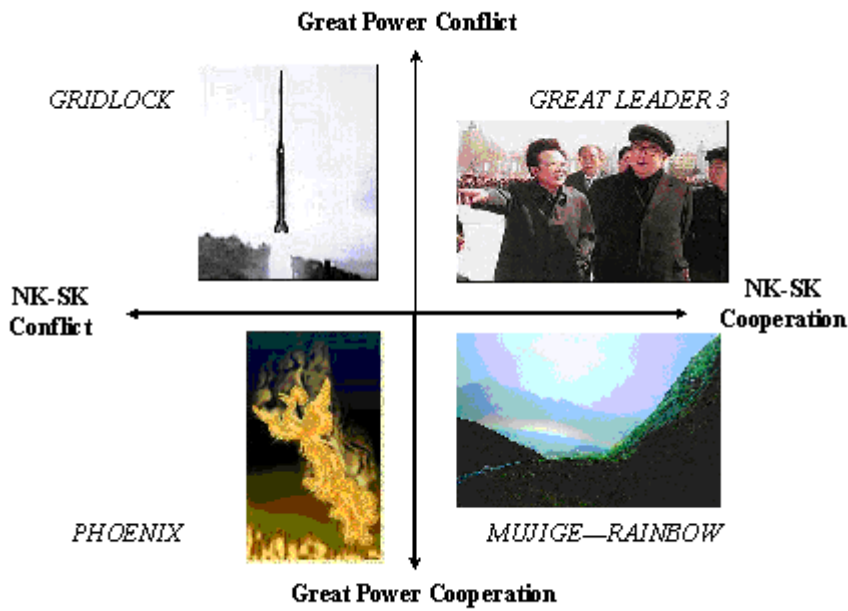 Great Power Conflict
GRIDLOCK
GREAT LEADER 3
NK-SK
Conflict
NK-SK
Cooperation
PHOENIX
MUJIGE—RAINBOW
Great Power Cooperation